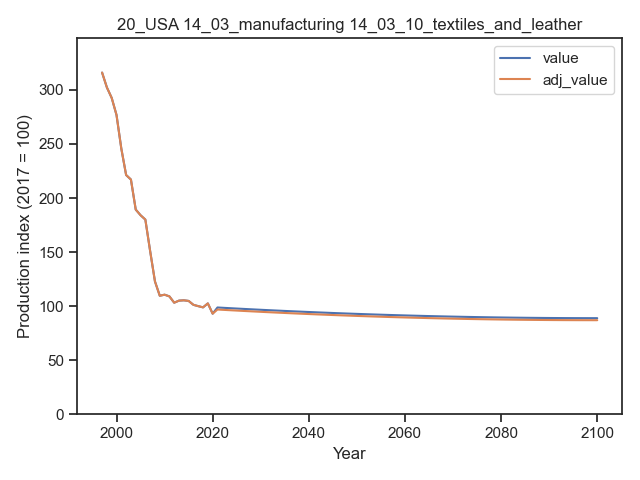 20_USA 14_03_manufacturing 14_03_10_textiles_and_leather
value
adj_value
Production index (2017 = 100)
300
250
200
150
100
50
0
2000 2020 2040 2060 2080 2100
Year